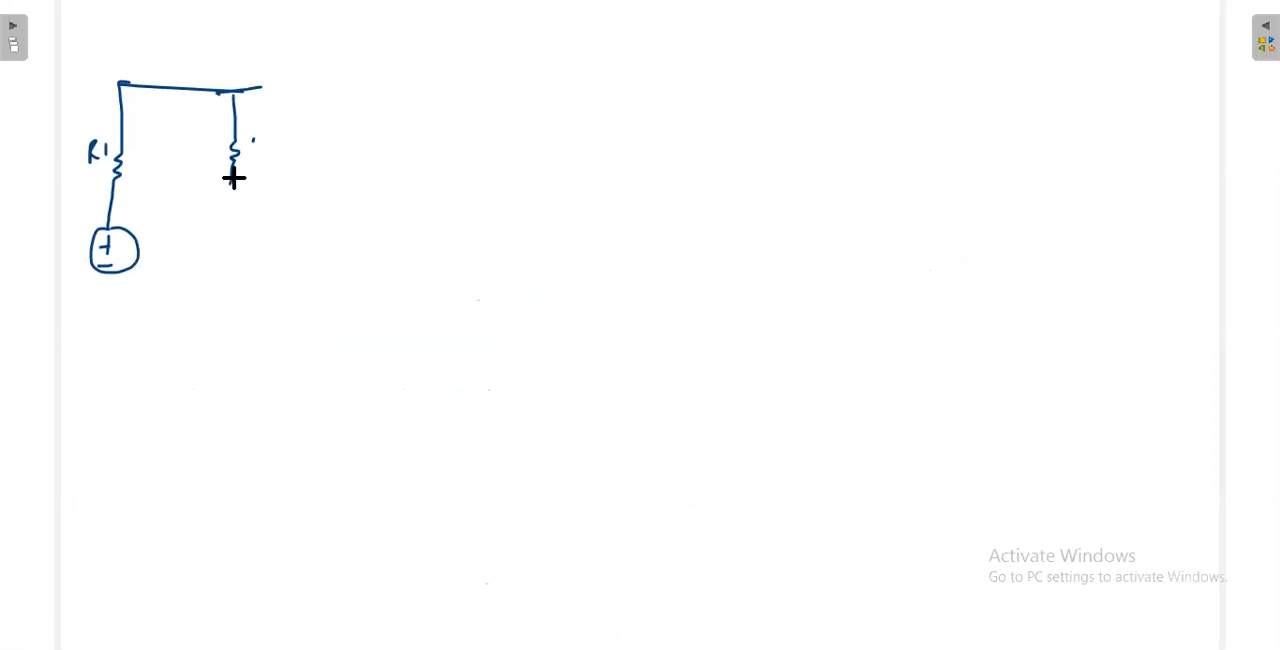 R1
+
−
Activate Windows
Go to PC settings to activate Windows.